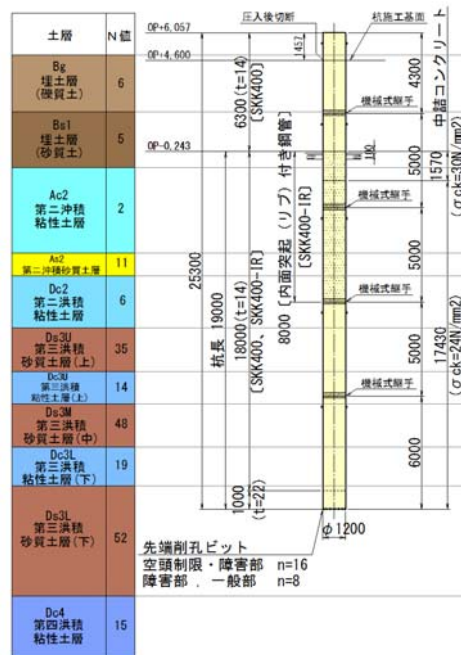 土層 N値
Bg
埋土層
(礫質土)
6
Bs1
埋土層
(砂質土)
5
Ac2
第二沖積
粘性土層
2
As2
第二沖積砂質土層
11
Dc2
第二洪積
粘性土層
6
Ds3U
第三洪積
砂質土層(上)
35
Dc3U
第三洪積
粘性土層(上)
14
Ds3M
第三洪積
砂質土層(中)
48
Dc3L
第三洪積
粘性土層(下)
19
Ds3L
第三洪積
砂質土層(下)
52
Dc4
第四洪積
粘性土層
15
OP+6,057
OP+4,600
OP-0,243
圧入後切断
杭施工基面
1457
6300(t=14)
[SKK400]
25300
杭長 19000
18000(t=14)
[SKK400、SKK400-IR]
8000 [内面突起(リブ)付き鋼管]
[SKK400-IR]
1000
(t=22)
100
機械式継手
機械式継手
機械式継手
機械式継手
4300
5000
5000
5000
6000
中詰コンクリート
1570
(σck=30N/mm2)
17430
(σck=24N/mm2)
φ1200
先端削孔ビット
空頭制限・障害部 n=16
障害部．一般部 n=8